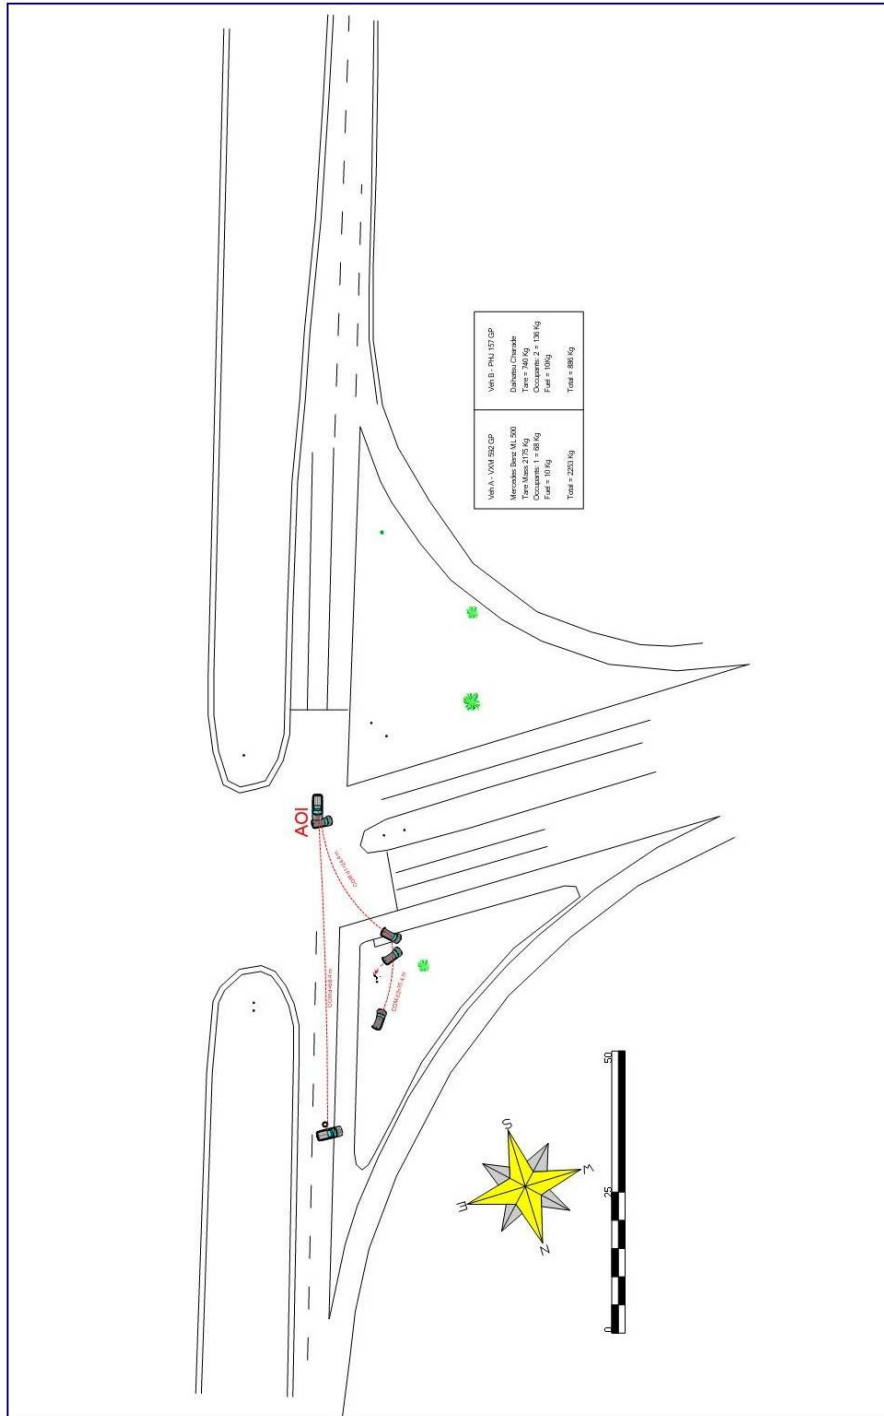 Veh A - VXM 592 GP
Mercedes Benz ML 500
Tare Mass 2175 Kg
Occupants: 1 = 68 Kg
Fuel = 10 Kg
Total = 2253 Kg
Veh B - PHJ 157 GP
Daihatsu Charade
Tare = 740 Kg
Occupants: 2 = 136 Kg
Fuel = 10Kg
Total = 886 Kg
AOI
S
W
E
N
50
25
0